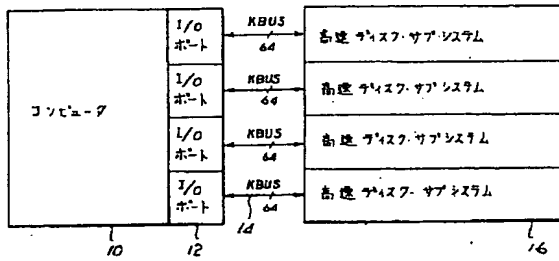 I/O
ポート
KBUS
64
高速 ディスク・サブ・システム
I/O
ポート
KBUS
64
高速 ディスク・サブ システム
コンピュータ
I/O
ポート
KBUS
64
高速 ディスク・サブ・システム
I/O
ポート
KBUS
64
高速 ディスク・サブ システム
10
12
14
16